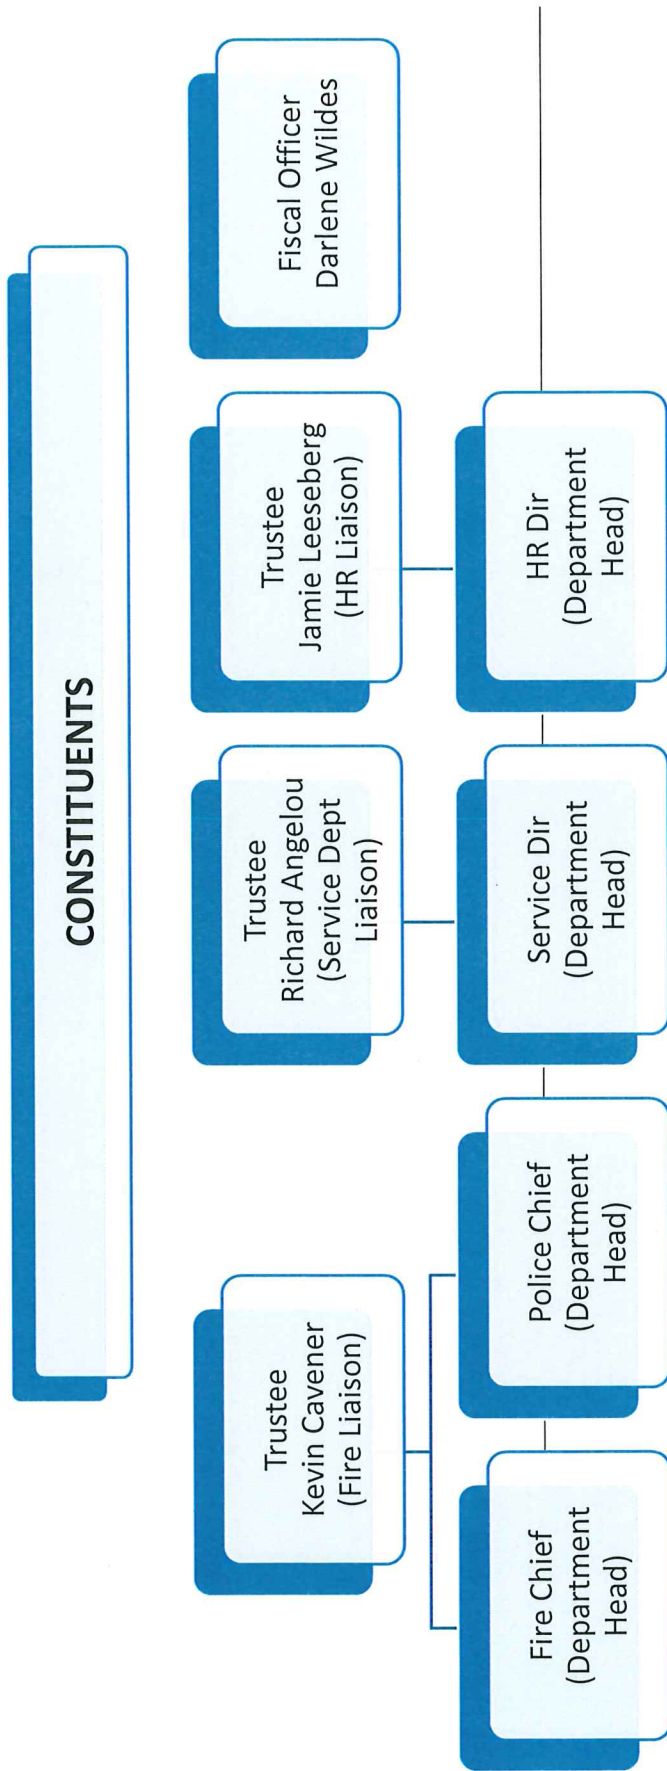 CONSTITUENTS
Trustee
Kevin Cavener
(Fire Liaison)
Trustee
Richard Angelou
(Service Dept
Liaison)
Trustee
Jamie Leeseberg
(HR Liaison)
Fiscal Officer
Darlene Wildes
Fire Chief
(Department
Head)
Police Chief
(Department
Head)
Service Dir
(Department
Head)
HR Dir
(Department
Head)